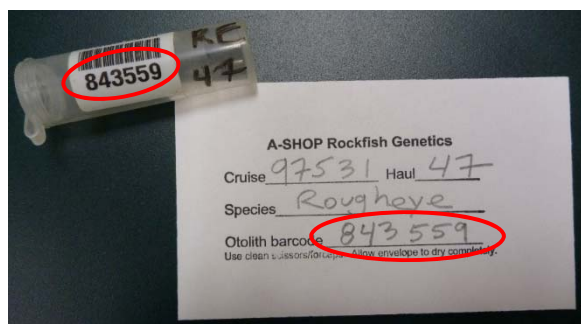 RE
843559
47
A-SHOP Rockfish Genetics
Cruise 97531 Haul 47
Species Rougheye
Otolith barcode 843559
Use clean scissors/forceps. Allow envelope to dry completely.